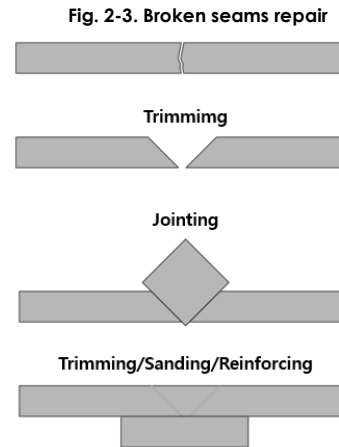 Fig. 2-3. Broken seams repair
Trimmimg
Jointing
Trimming/Sanding/Reinforcing